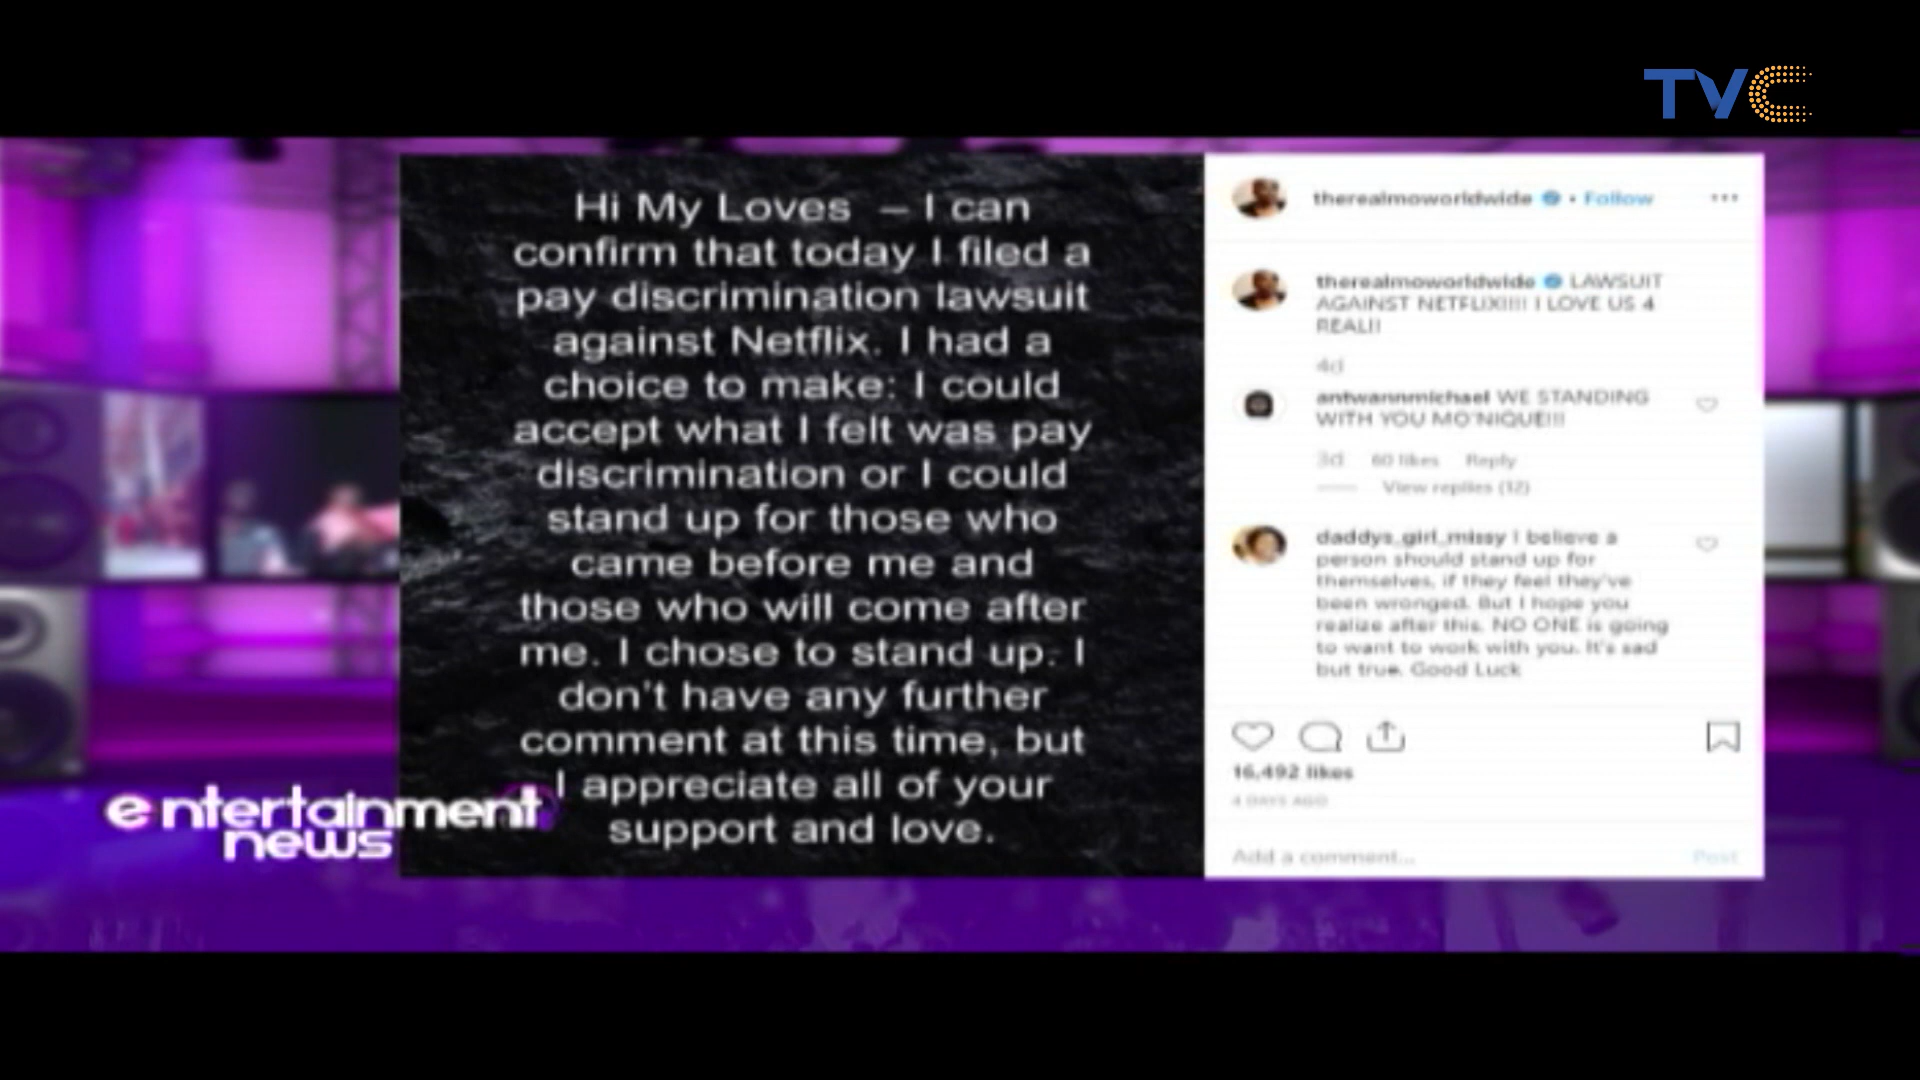 TVC
Hi My Loves – I can
confirm that today I filed a
pay discrimination lawsuit
against Netflix. I had a
choice to make: I could
accept what I felt was pay
discrimination or I could
stand up for those who
came before me and
those who will come after
me. I chose to stand up. I
don't have any further
comment at this time, but
I appreciate all of your
support and love.
therealmoworldwide • Follow
therealmoworldwide LAWSUIT
AGAINST NETFLIX!!!! I LOVE US 4
REAL!!
4d
antwannmichael WE STANDING
WITH YOU MO'NIQUE!!!
3d 60 likes Reply
View replies (12)
daddys_girl_missy I believe a
person should stand up for
themselves, if they feel they've
been wronged. But I hope you
realize after this. NO ONE is going
to want to work with you. It's sad
but true. Good Luck
16,492 likes
4 DAYS AGO
Add a comment... Post
entertainment
news